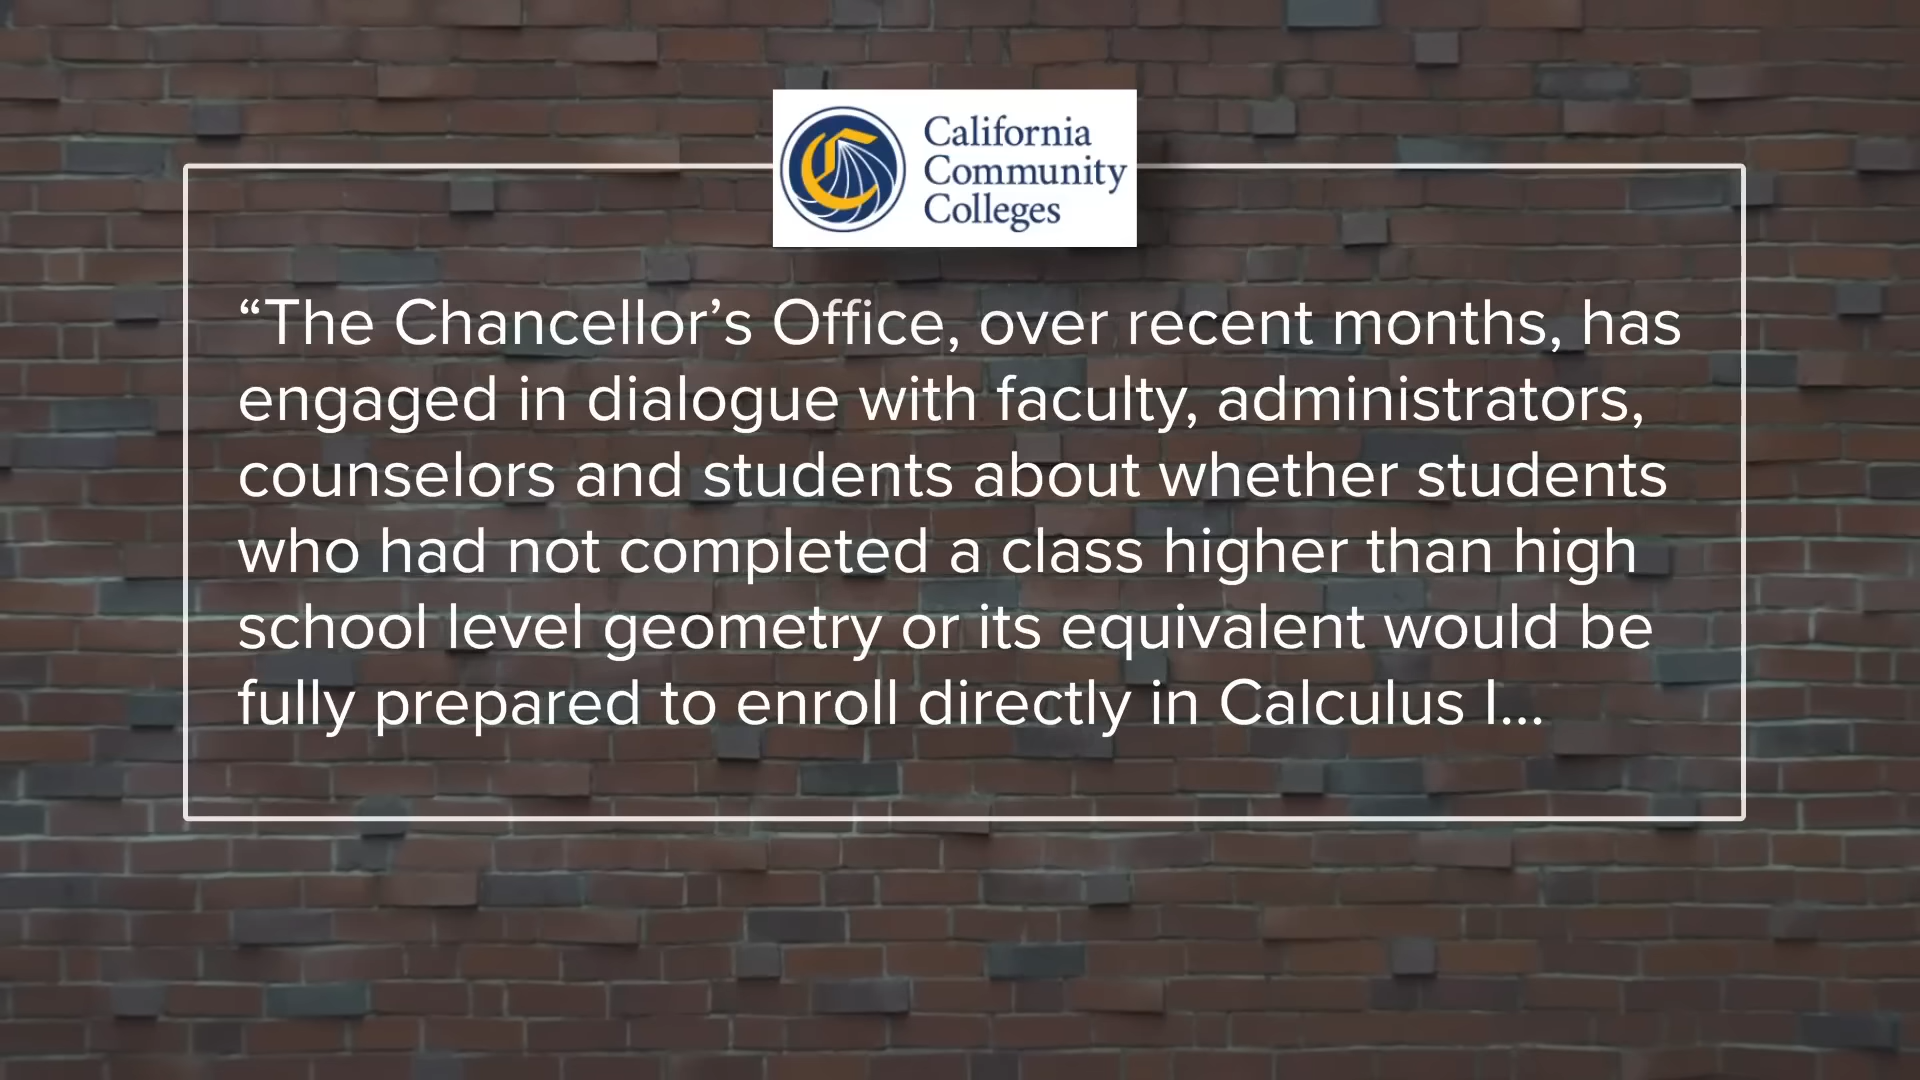 California
Community
Colleges
“The Chancellor’s Office, over recent months, has
engaged in dialogue with faculty, administrators,
counselors and students about whether students
who had not completed a class higher than high
school level geometry or its equivalent would be
fully prepared to enroll directly in Calculus I...